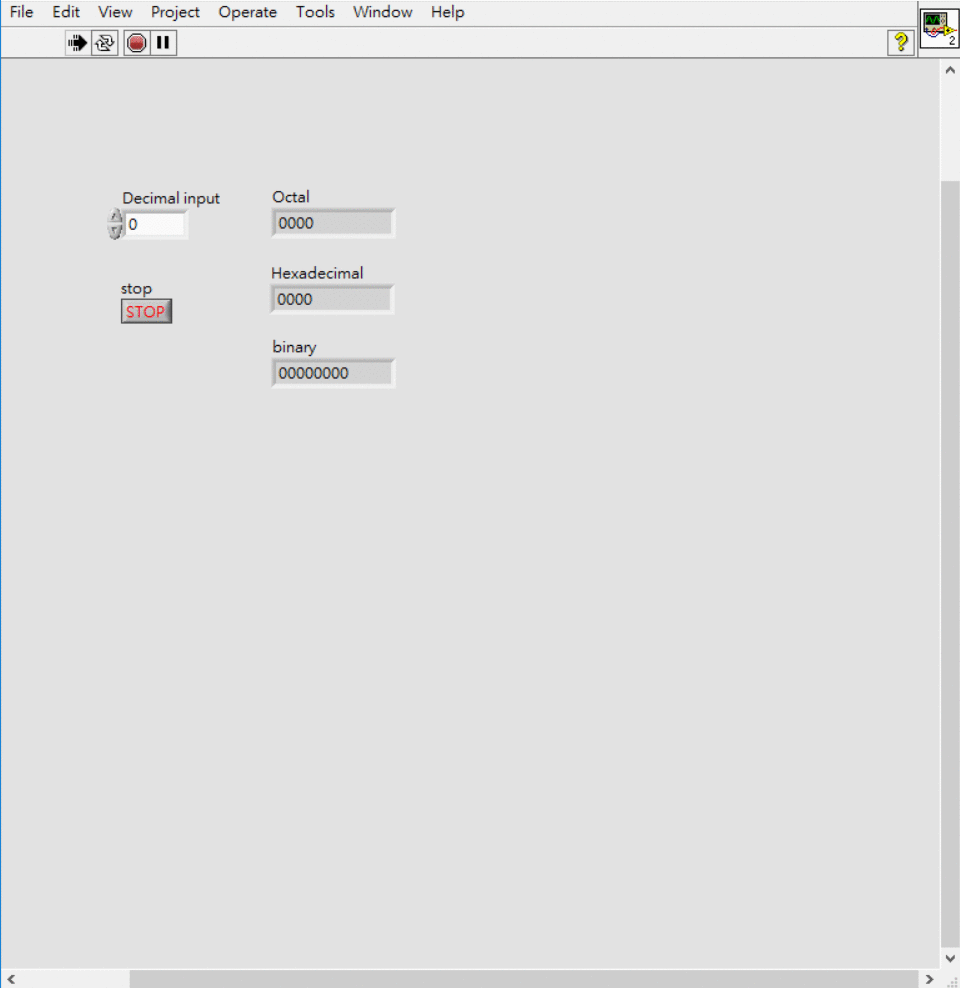 File Edit View Project Operate Tools Window Help
?
2
Decimal input
0
Octal
0000
stop
STOP
Hexadecimal
0000
binary
00000000